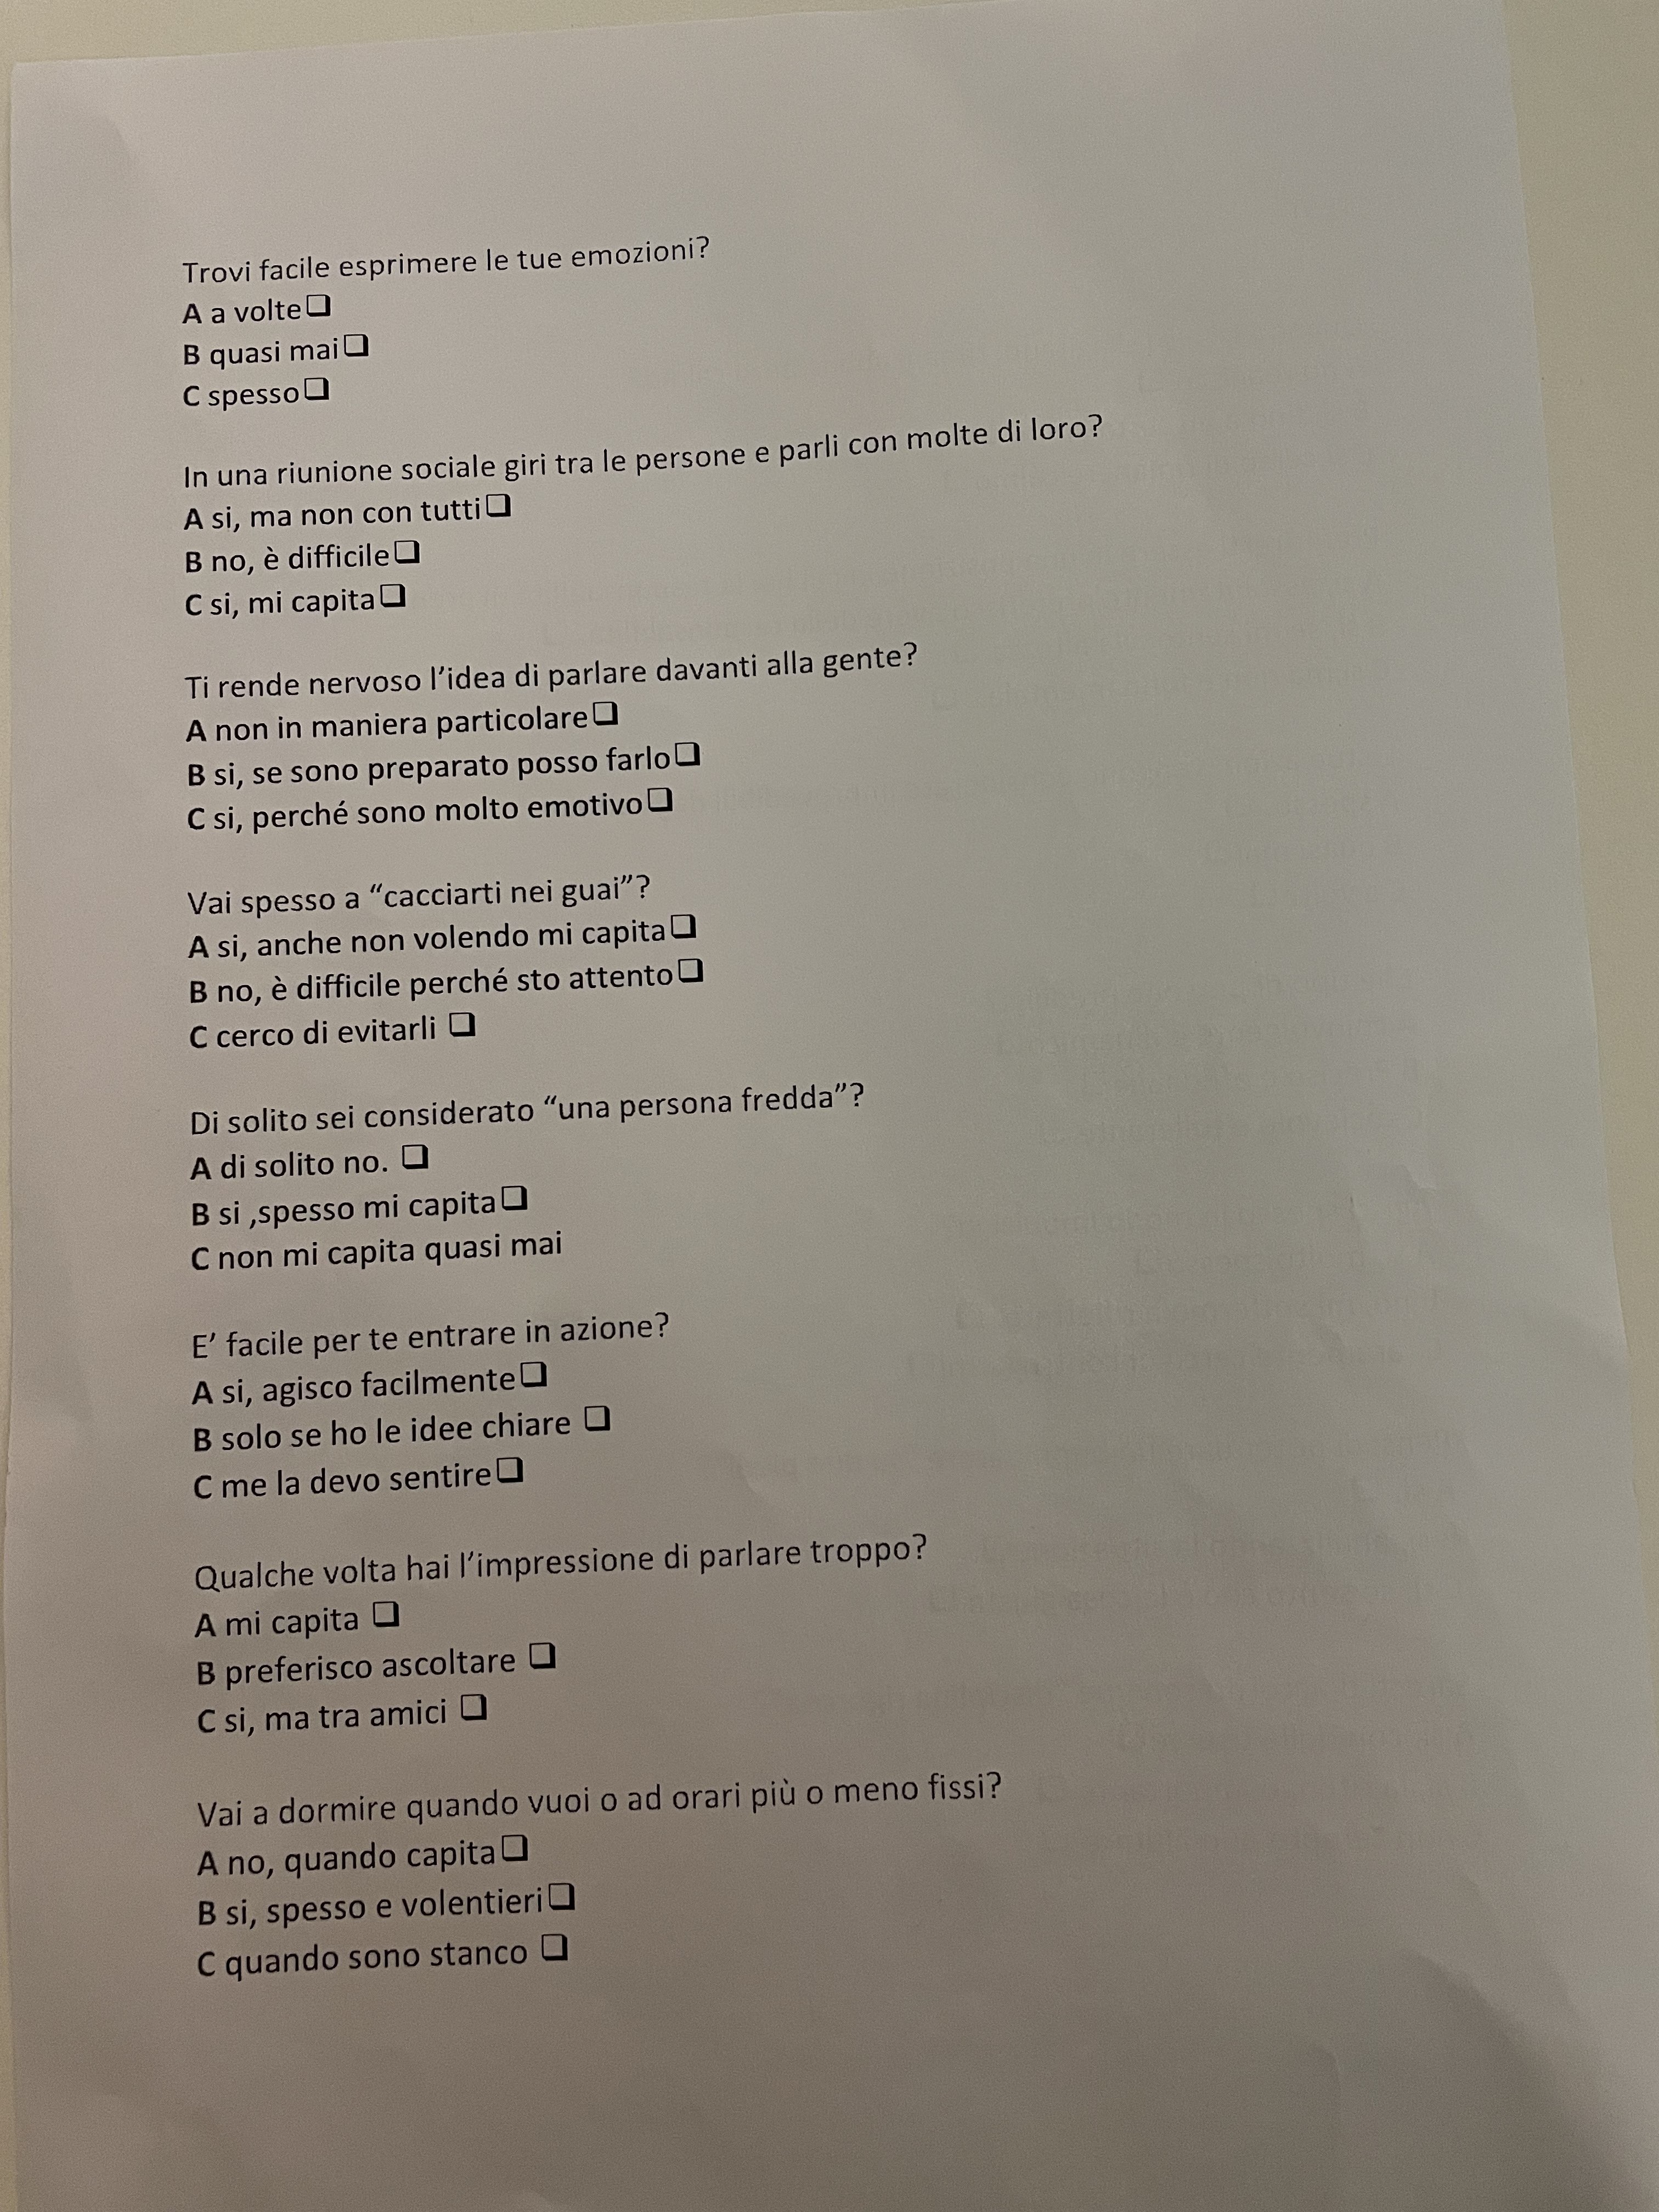 Trovi facile esprimere le tue emozioni?
A a volte❏
B quasi mai❏
C spesso❏
In una riunione sociale giri tra le persone e parli con molte di loro?
A si, ma non con tutti❏
B no, è difficile❏
C si, mi capita❏
Ti rende nervoso l’idea di parlare davanti alla gente?
A non in maniera particolare❏
B si, se sono preparato posso farlo❏
C si, perché sono molto emotivo❏
Vai spesso a “cacciarti nei guai”?
A si, anche non volendo mi capita❏
B no, è difficile perché sto attento❏
C cerco di evitarli ❏
Di solito sei considerato “una persona fredda”?
A di solito no. ❏
B si ,spesso mi capita❏
C non mi capita quasi mai
E’ facile per te entrare in azione?
A si, agisco facilmente❏
B solo se ho le idee chiare ❏
C me la devo sentire❏
Qualche volta hai l’impressione di parlare troppo?
A mi capita ❏
B preferisco ascoltare ❏
C si, ma tra amici ❏
Vai a dormire quando vuoi o ad orari più o meno fissi?
A no, quando capita❏
B si, spesso e volentieri❏
C quando sono stanco ❏